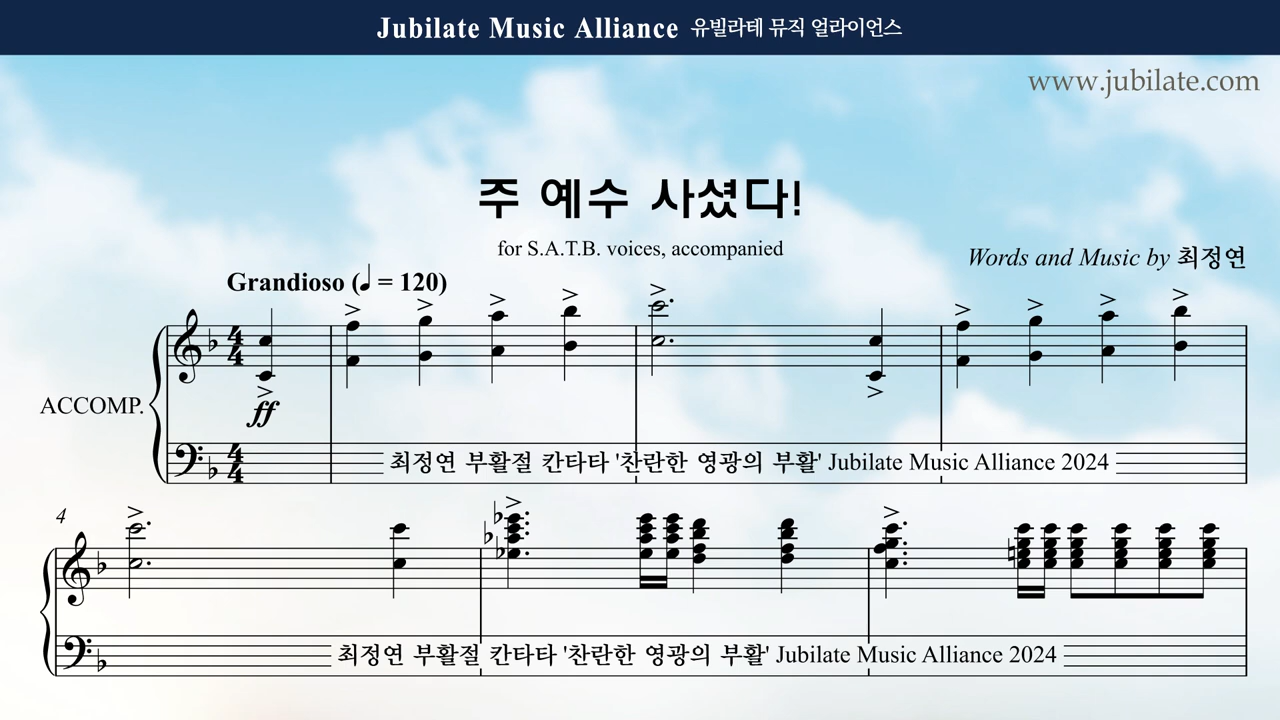 Jubilate Music Alliance 유빌라테 뮤직 얼라이언스
www.jubilate.com
주 예수 사셨다!
for S.A.T.B. voices, accompanied
Words and Music by 최정연
Grandioso (♩ = 120)
ACCOMP.
ff
최정연 부활절 칸타타 '찬란한 영광의 부활' Jubilate Music Alliance 2024
4
최정연 부활절 칸타타 '찬란한 영광의 부활' Jubilate Music Alliance 2024